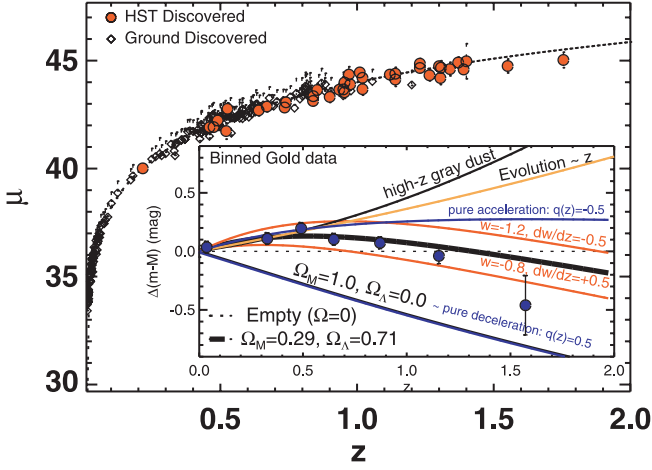 HST Discovered
Ground Discovered
45
40
35
30
μ
0.5
1.0
1.5
2.0
z
Binned Gold data
high-z gray dust
Evolution ~ z
pure acceleration: q(z)=-0.5
w=-1.2, dw/dz=-0.5
w=-0.8, dw/dz=+0.5
Ω_M=1.0, Ω_Λ=0.0
~ pure deceleration: q(z)=0.5
Empty (Ω=0)
Ω_M=0.29, Ω_Λ=0.71
Δ(m-M) (mag)
0.5
0.0
-0.5
0.0
0.5
1.0
1.5
2.0
z